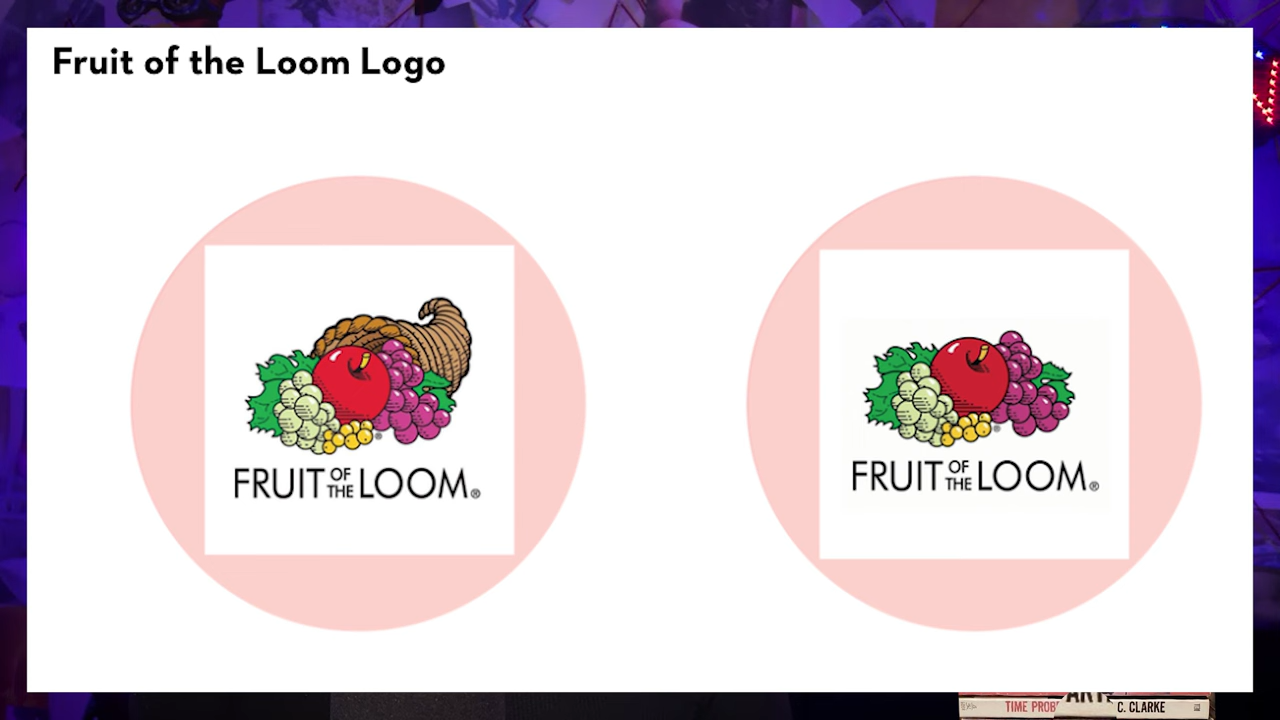 Fruit of the Loom Logo
FRUIT OF THE LOOM®
FRUIT OF THE LOOM®
TIME PROB
C. CLARKE